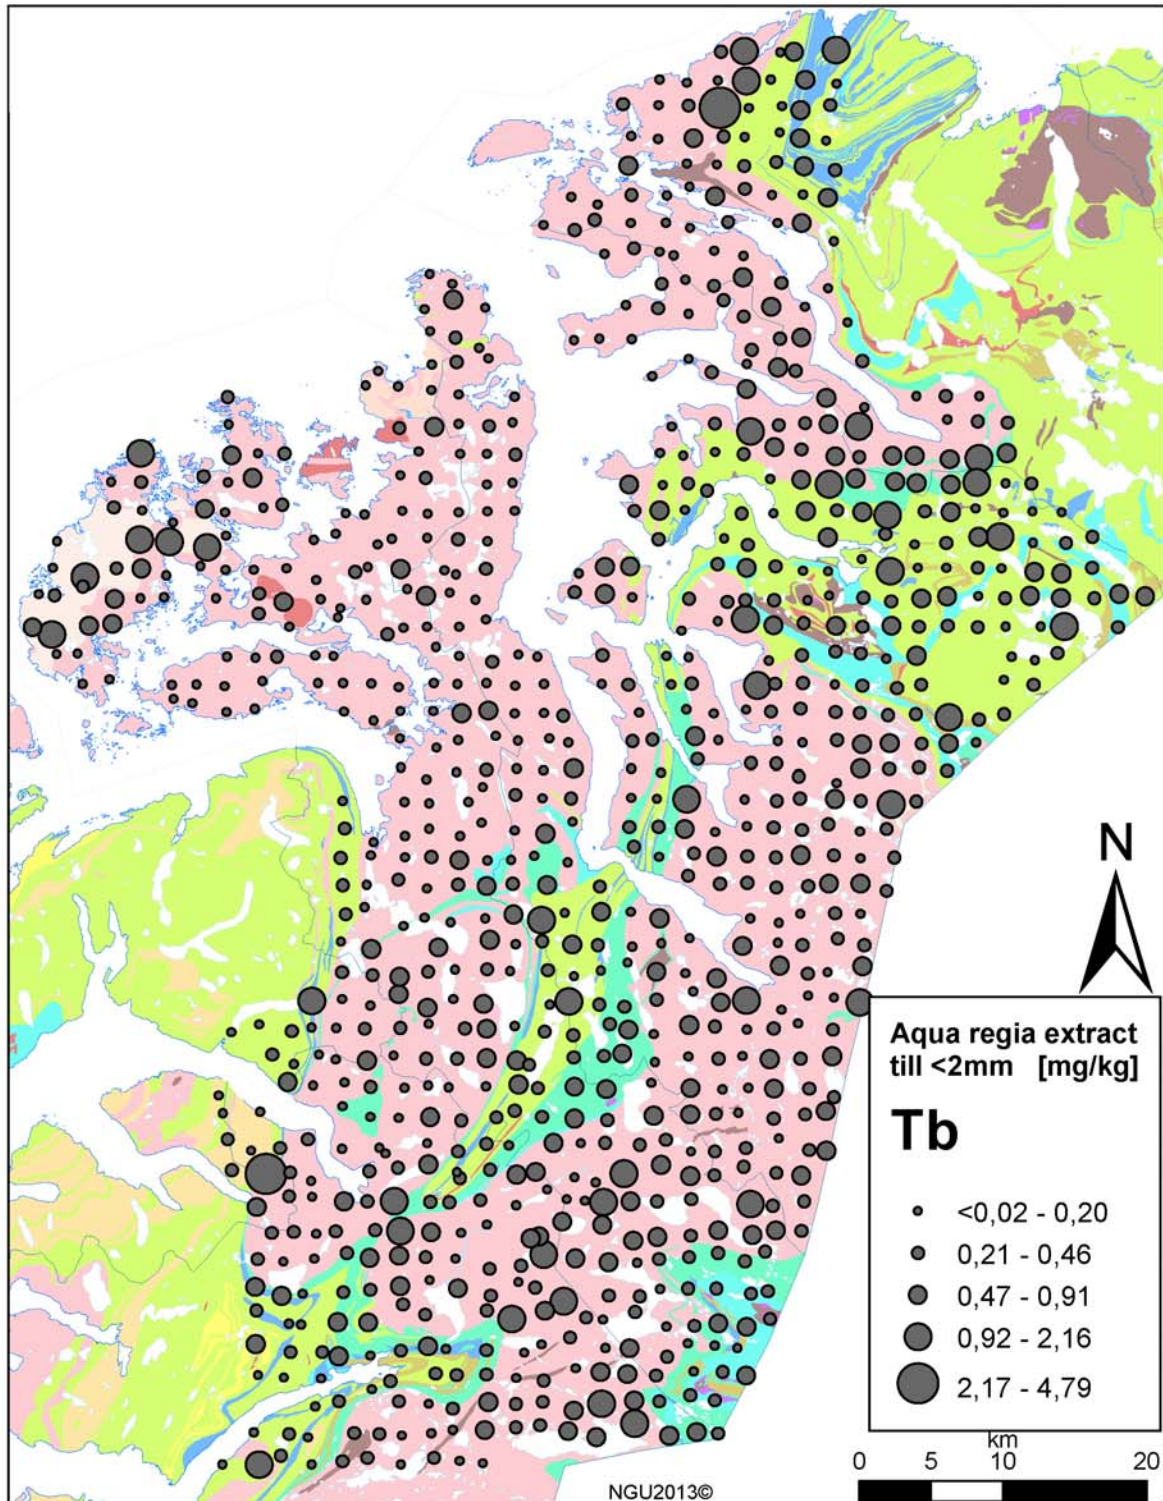 N
Aqua regia extract
till <2mm [mg/kg]
Tb
<0,02 - 0,20
0,21 - 0,46
0,47 - 0,91
0,92 - 2,16
2,17 - 4,79
km
0 5 10 20
NGU2013©